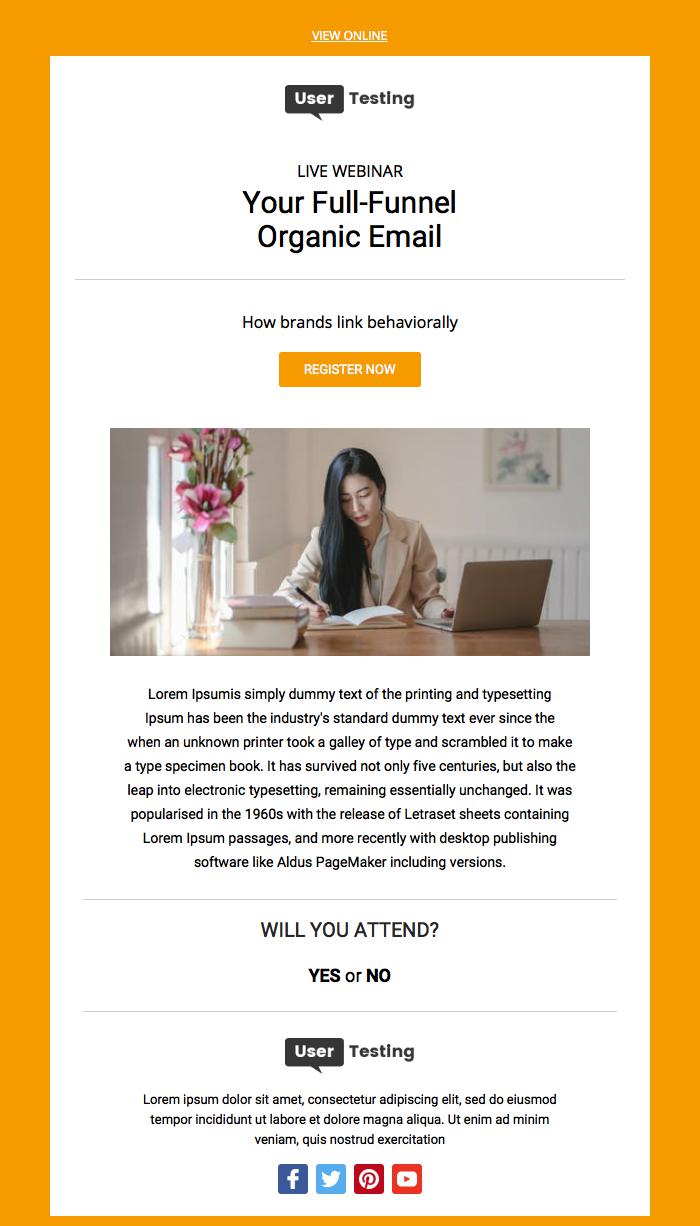 VIEW ONLINE
User Testing
LIVE WEBINAR
Your Full-Funnel
Organic Email
How brands link behaviorally
REGISTER NOW
Lorem Ipsumis simply dummy text of the printing and typesetting
Ipsum has been the industry's standard dummy text ever since the
when an unknown printer took a galley of type and scrambled it to make
a type specimen book. It has survived not only five centuries, but also the
leap into electronic typesetting, remaining essentially unchanged. It was
popularised in the 1960s with the release of Letraset sheets containing
Lorem Ipsum passages, and more recently with desktop publishing
software like Aldus PageMaker including versions.
WILL YOU ATTEND?
YES or NO
User Testing
Lorem ipsum dolor sit amet, consectetur adipiscing elit, sed do eiusmod
tempor incididunt ut labore et dolore magna aliqua. Ut enim ad minim
veniam, quis nostrud exercitation